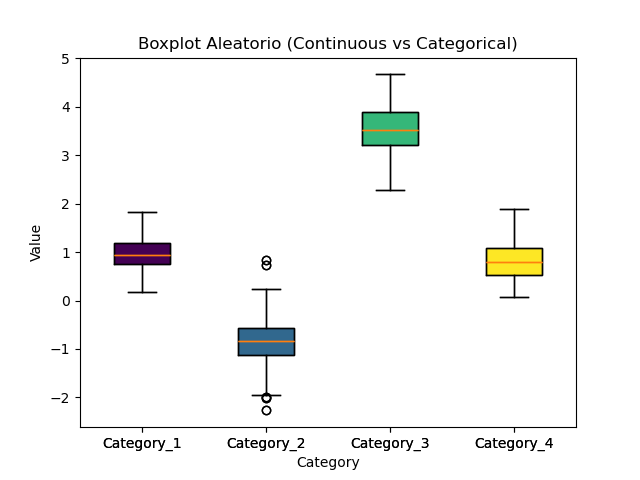 Boxplot Aleatorio (Continuous vs Categorical)
5
4
3
2
1
0
−1
−2
Value
Category_1 Category_2 Category_3 Category_4
Category